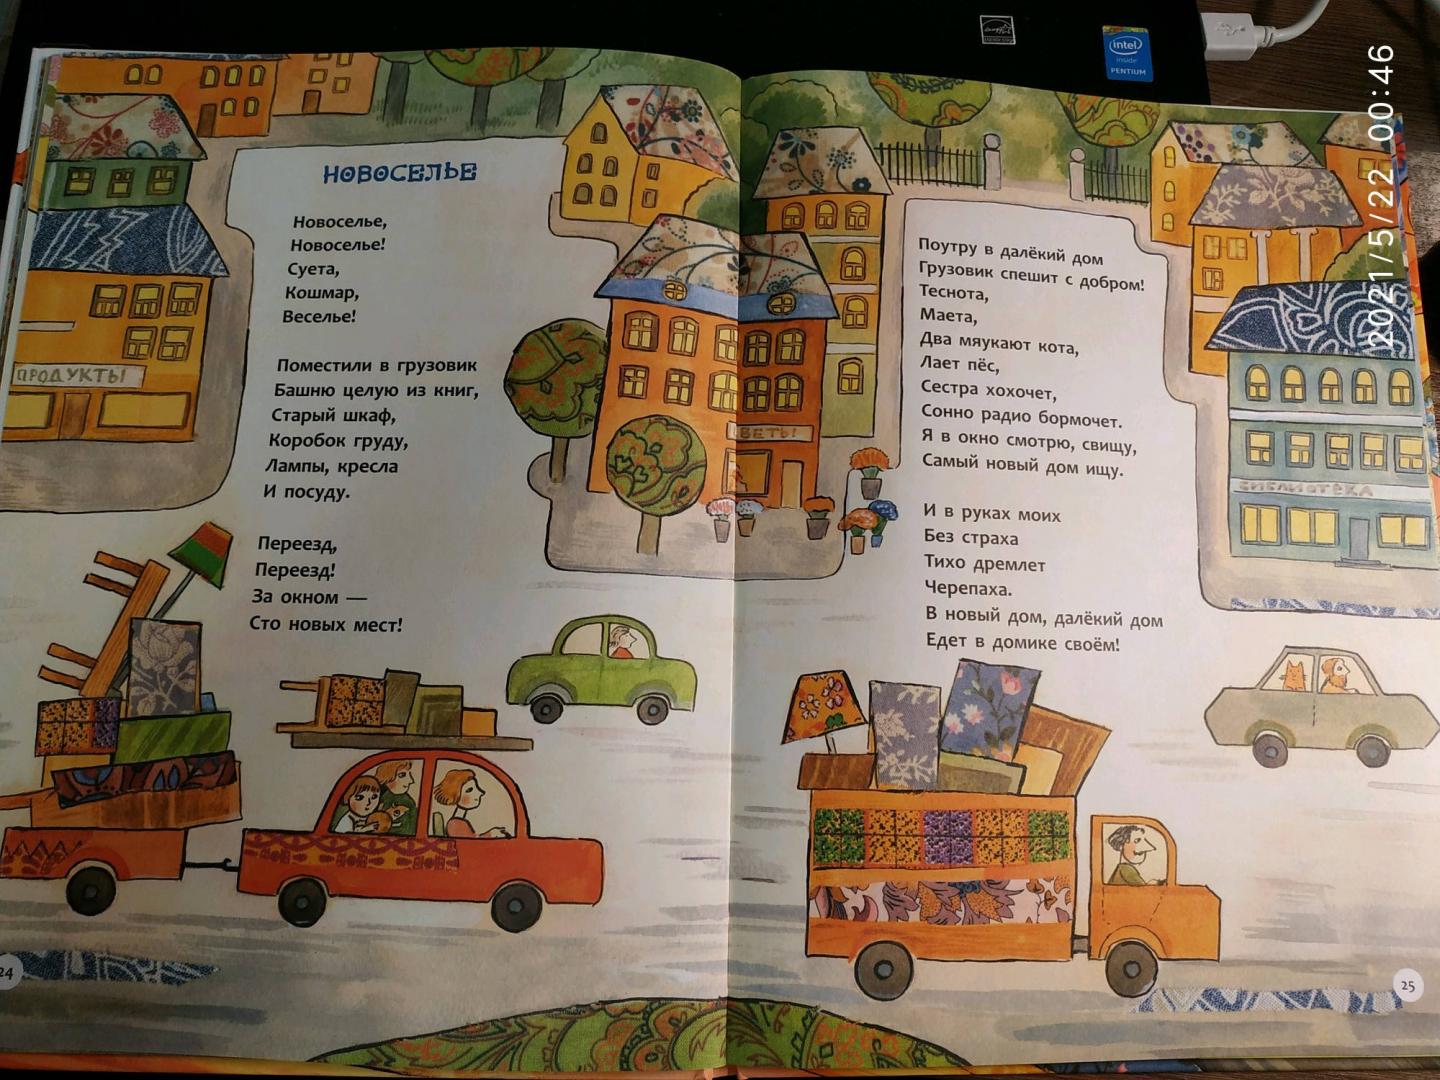 НОВОСЕЛЬЕ
Новоселье,
Новоселье!
Суета,
Кошмар,
Веселье!
Поместили в грузовик
Башню целую из книг,
Старый шкаф,
Коробок груду,
Лампы, кресла
И посуду.
Переезд,
Переезд!
За окном —
Сто новых мест!
ПРОДУКТЫ
24
Поутру в далёкий дом
Грузовик спешит с добром!
Теснота,
Маета,
Два мяукают кота,
Лает пёс,
Сестра хохочет,
Сонно радио бормочет.
Я в окно смотрю, свищу,
Самый новый дом ищу.
И в руках моих
Без страха
Тихо дремлет
Черепаха.
В новый дом, далёкий дом
Едет в домике своём!
ВЕТЫ
БИБЛИОТЕКА
25
intel
inside
PENTIUM
2021/5/22 00:46